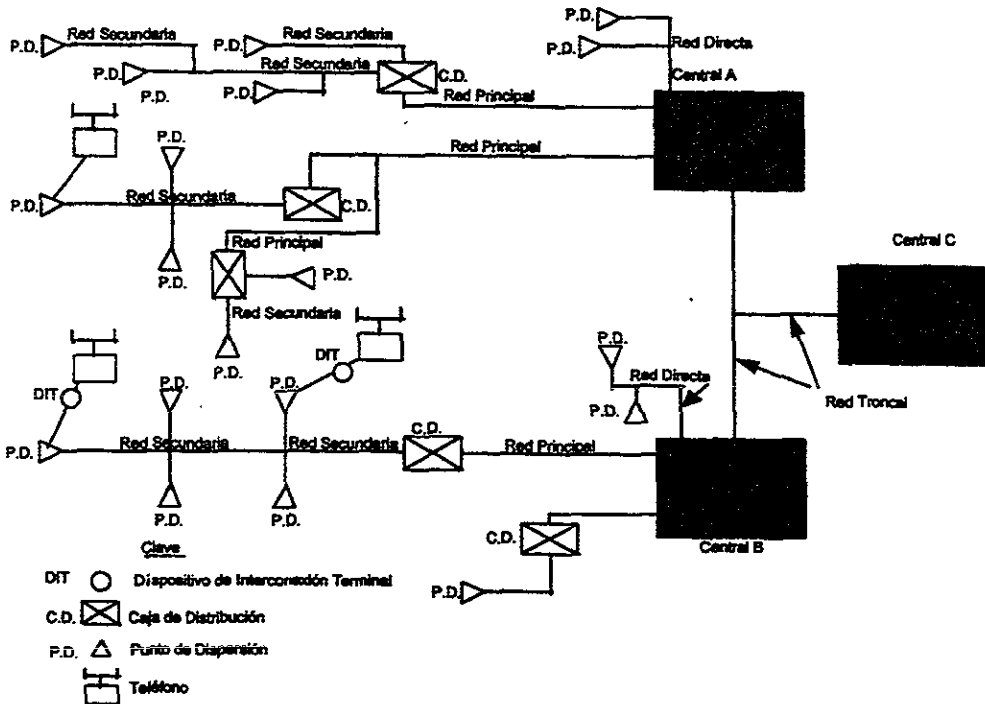 P.D.
Red Secundaria
P.D.
Red Secundaria
P.D.
P.D.
Red Directa
P.D.
Red Secundaria
P.D.
C.D.
Central A
P.D.
Red Principal
P.D.
P.D.
Red Secundaria
C.D.
Red Principal
P.D.
Red Principal
P.D.
Red Secundaria
P.D.
Central C
DIT
P.D.
DIT
P.D.
P.D.
P.D.
Red Directa
P.D.
Red Troncal
P.D.
Red Secundaria
Red Secundaria
C.D.
Red Principal
P.D.
P.D.
C.D.
Central B
P.D.
Clave
DIT Dispositivo de Interconexión Terminal
C.D. Caja de Distribución
P.D. Punto de Dispersión
Teléfono